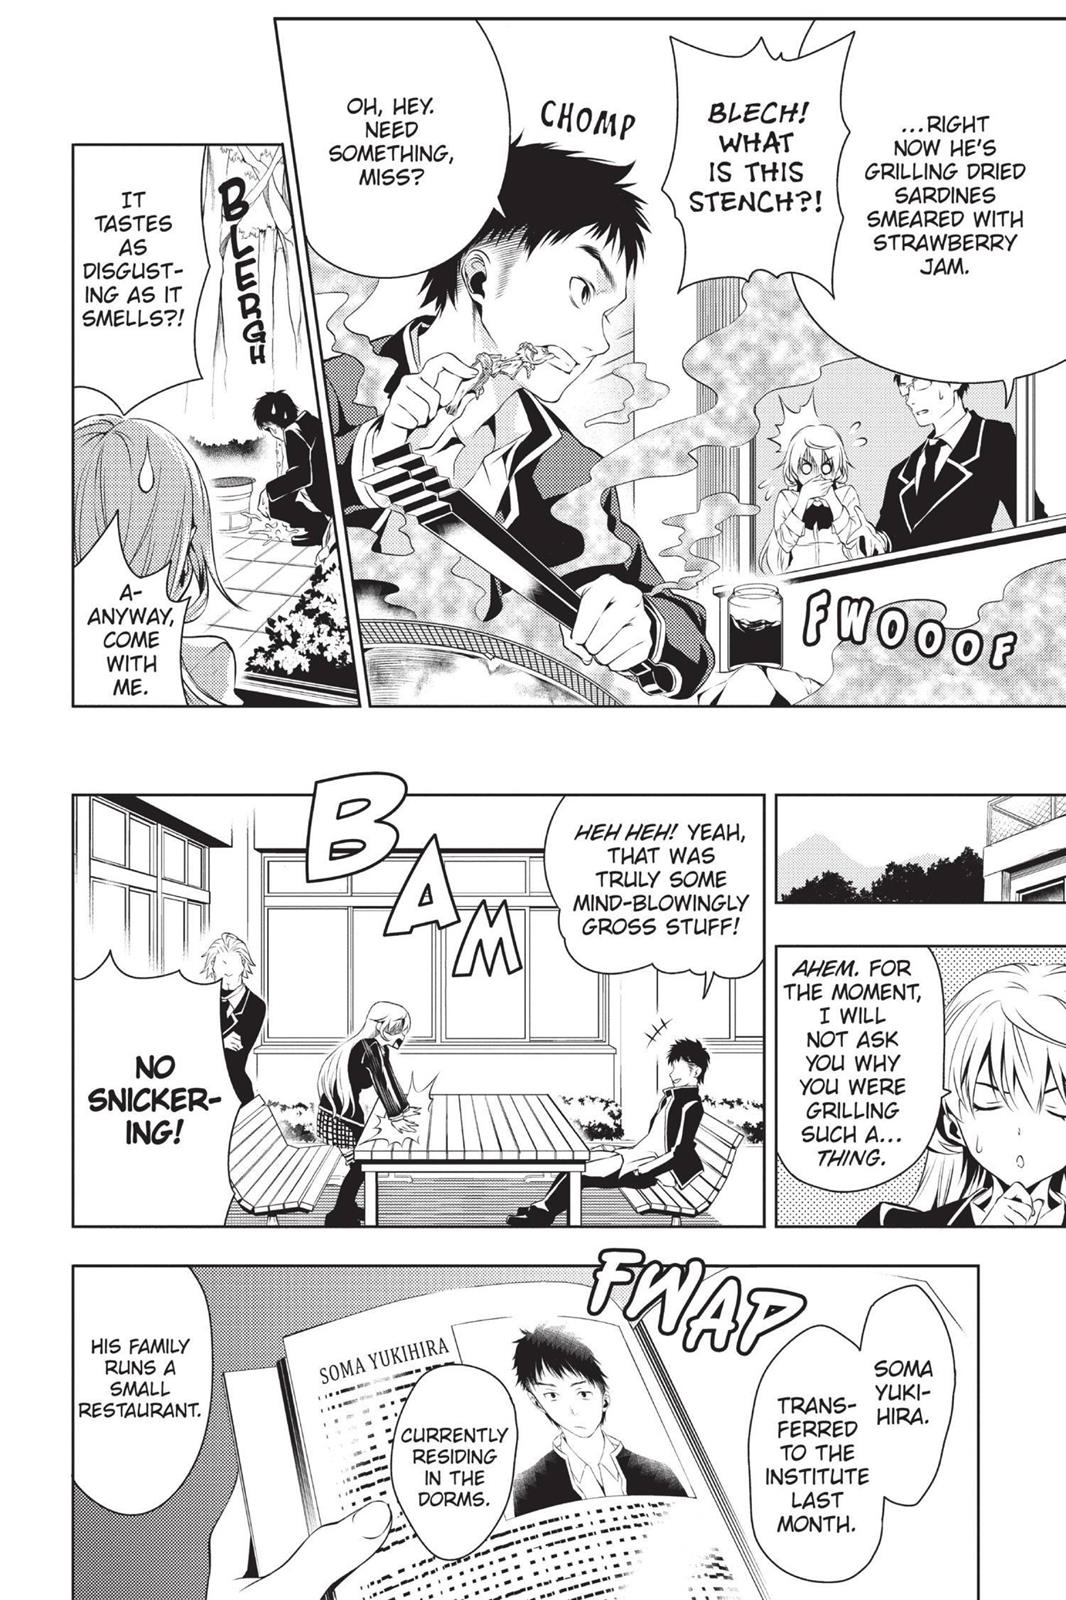 ...RIGHT
NOW HE'S
GRILLING DRIED
SARDINES
SMEARED WITH
STRAWBERRY
JAM.
BLECH!
WHAT
IS THIS
STENCH?!
CHOMP
OH, HEY.
NEED
SOMETHING,
MISS?
FWOOOF
BLERGH
IT
TASTES
AS
DISGUST-
ING AS IT
SMELLS?!
A-
ANYWAY,
COME
WITH
ME.
AHEM. FOR
THE MOMENT,
I WILL
NOT ASK
YOU WHY
YOU WERE
GRILLING
SUCH A...
THING.
HEH HEH! YEAH,
THAT WAS
TRULY SOME
MIND-BLOWINGLY
GROSS STUFF!
BAM
NO
SNICKER-
ING!
SOMA
YUKI-
HIRA.
TRANS-
FERRED
TO THE
INSTITUTE
LAST
MONTH.
FWAP
SOMA YUKIHIRA
CURRENTLY
RESIDING
IN THE
DORMS.
HIS FAMILY
RUNS A
SMALL
RESTAURANT.